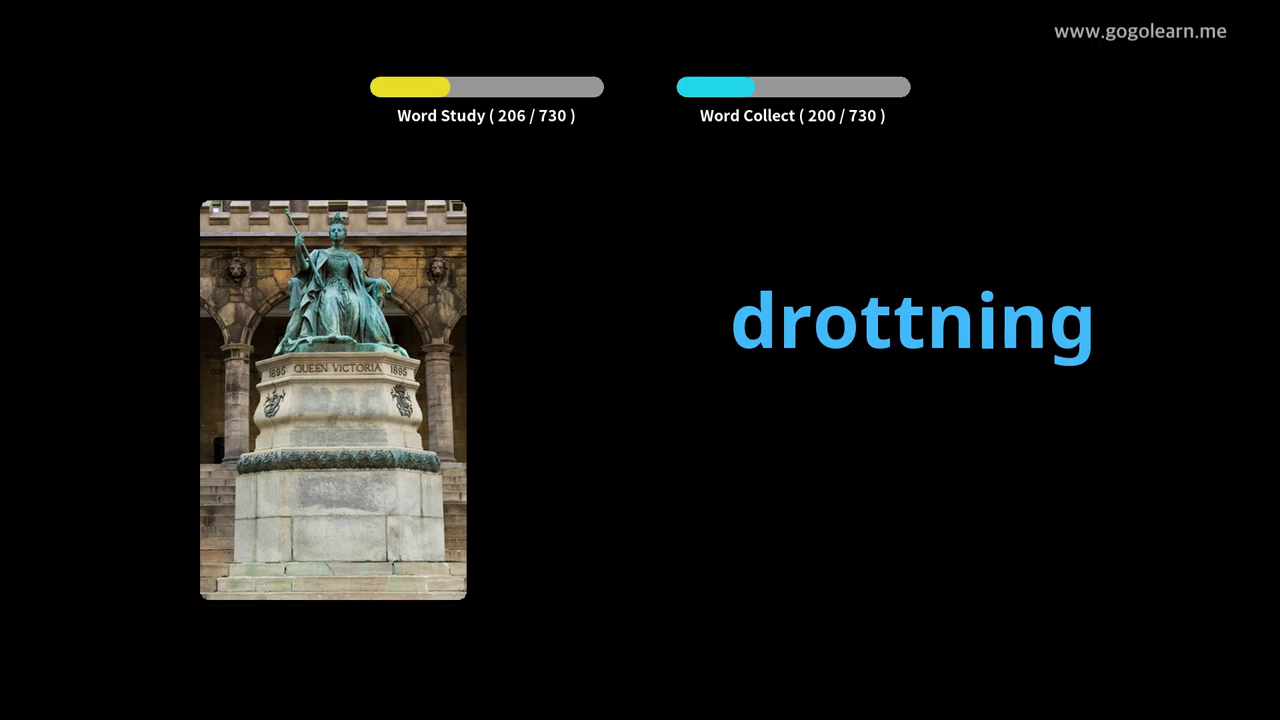 www.gogolearn.me
Word Study ( 206 / 730 )
Word Collect ( 200 / 730 )
drottning
1895 QUEEN VICTORIA 1895